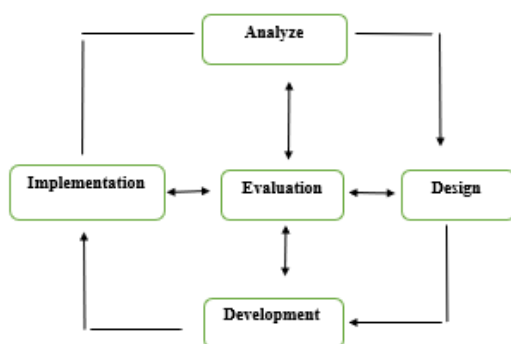 Analyze
Implementation
Evaluation
Design
Development